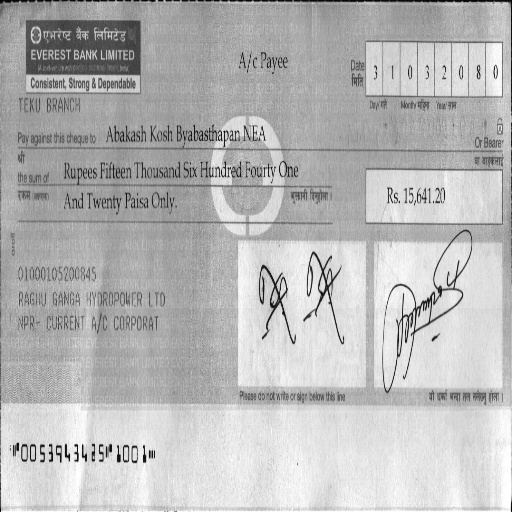 एभरेष्ट बैंक लिमिटेड
EVEREST BANK LIMITED
Consistent, Strong & Dependable
TEKU BRANCH
A/c Payee
Date मिति
3 1 0 3 2 0 8 0
Day/ गते Month/ महिना Year/ साल
Pay against this cheque to Abakash Kosh Byabasthapan NEA
Or Bearer
श्री
वा वाहकलाई
the sum of Rupees Fifteen Thousand Six Hundred Fourty One
रकम (अक्षरमा) And Twenty Paisa Only.
Rs. 15,641.20
01000105200845
RAGHU GANGA HYDROPOWER LTD
NPR- CURRENT A/C CORPORAT
Please do not write or sign below this line
"0053943425" 1001"